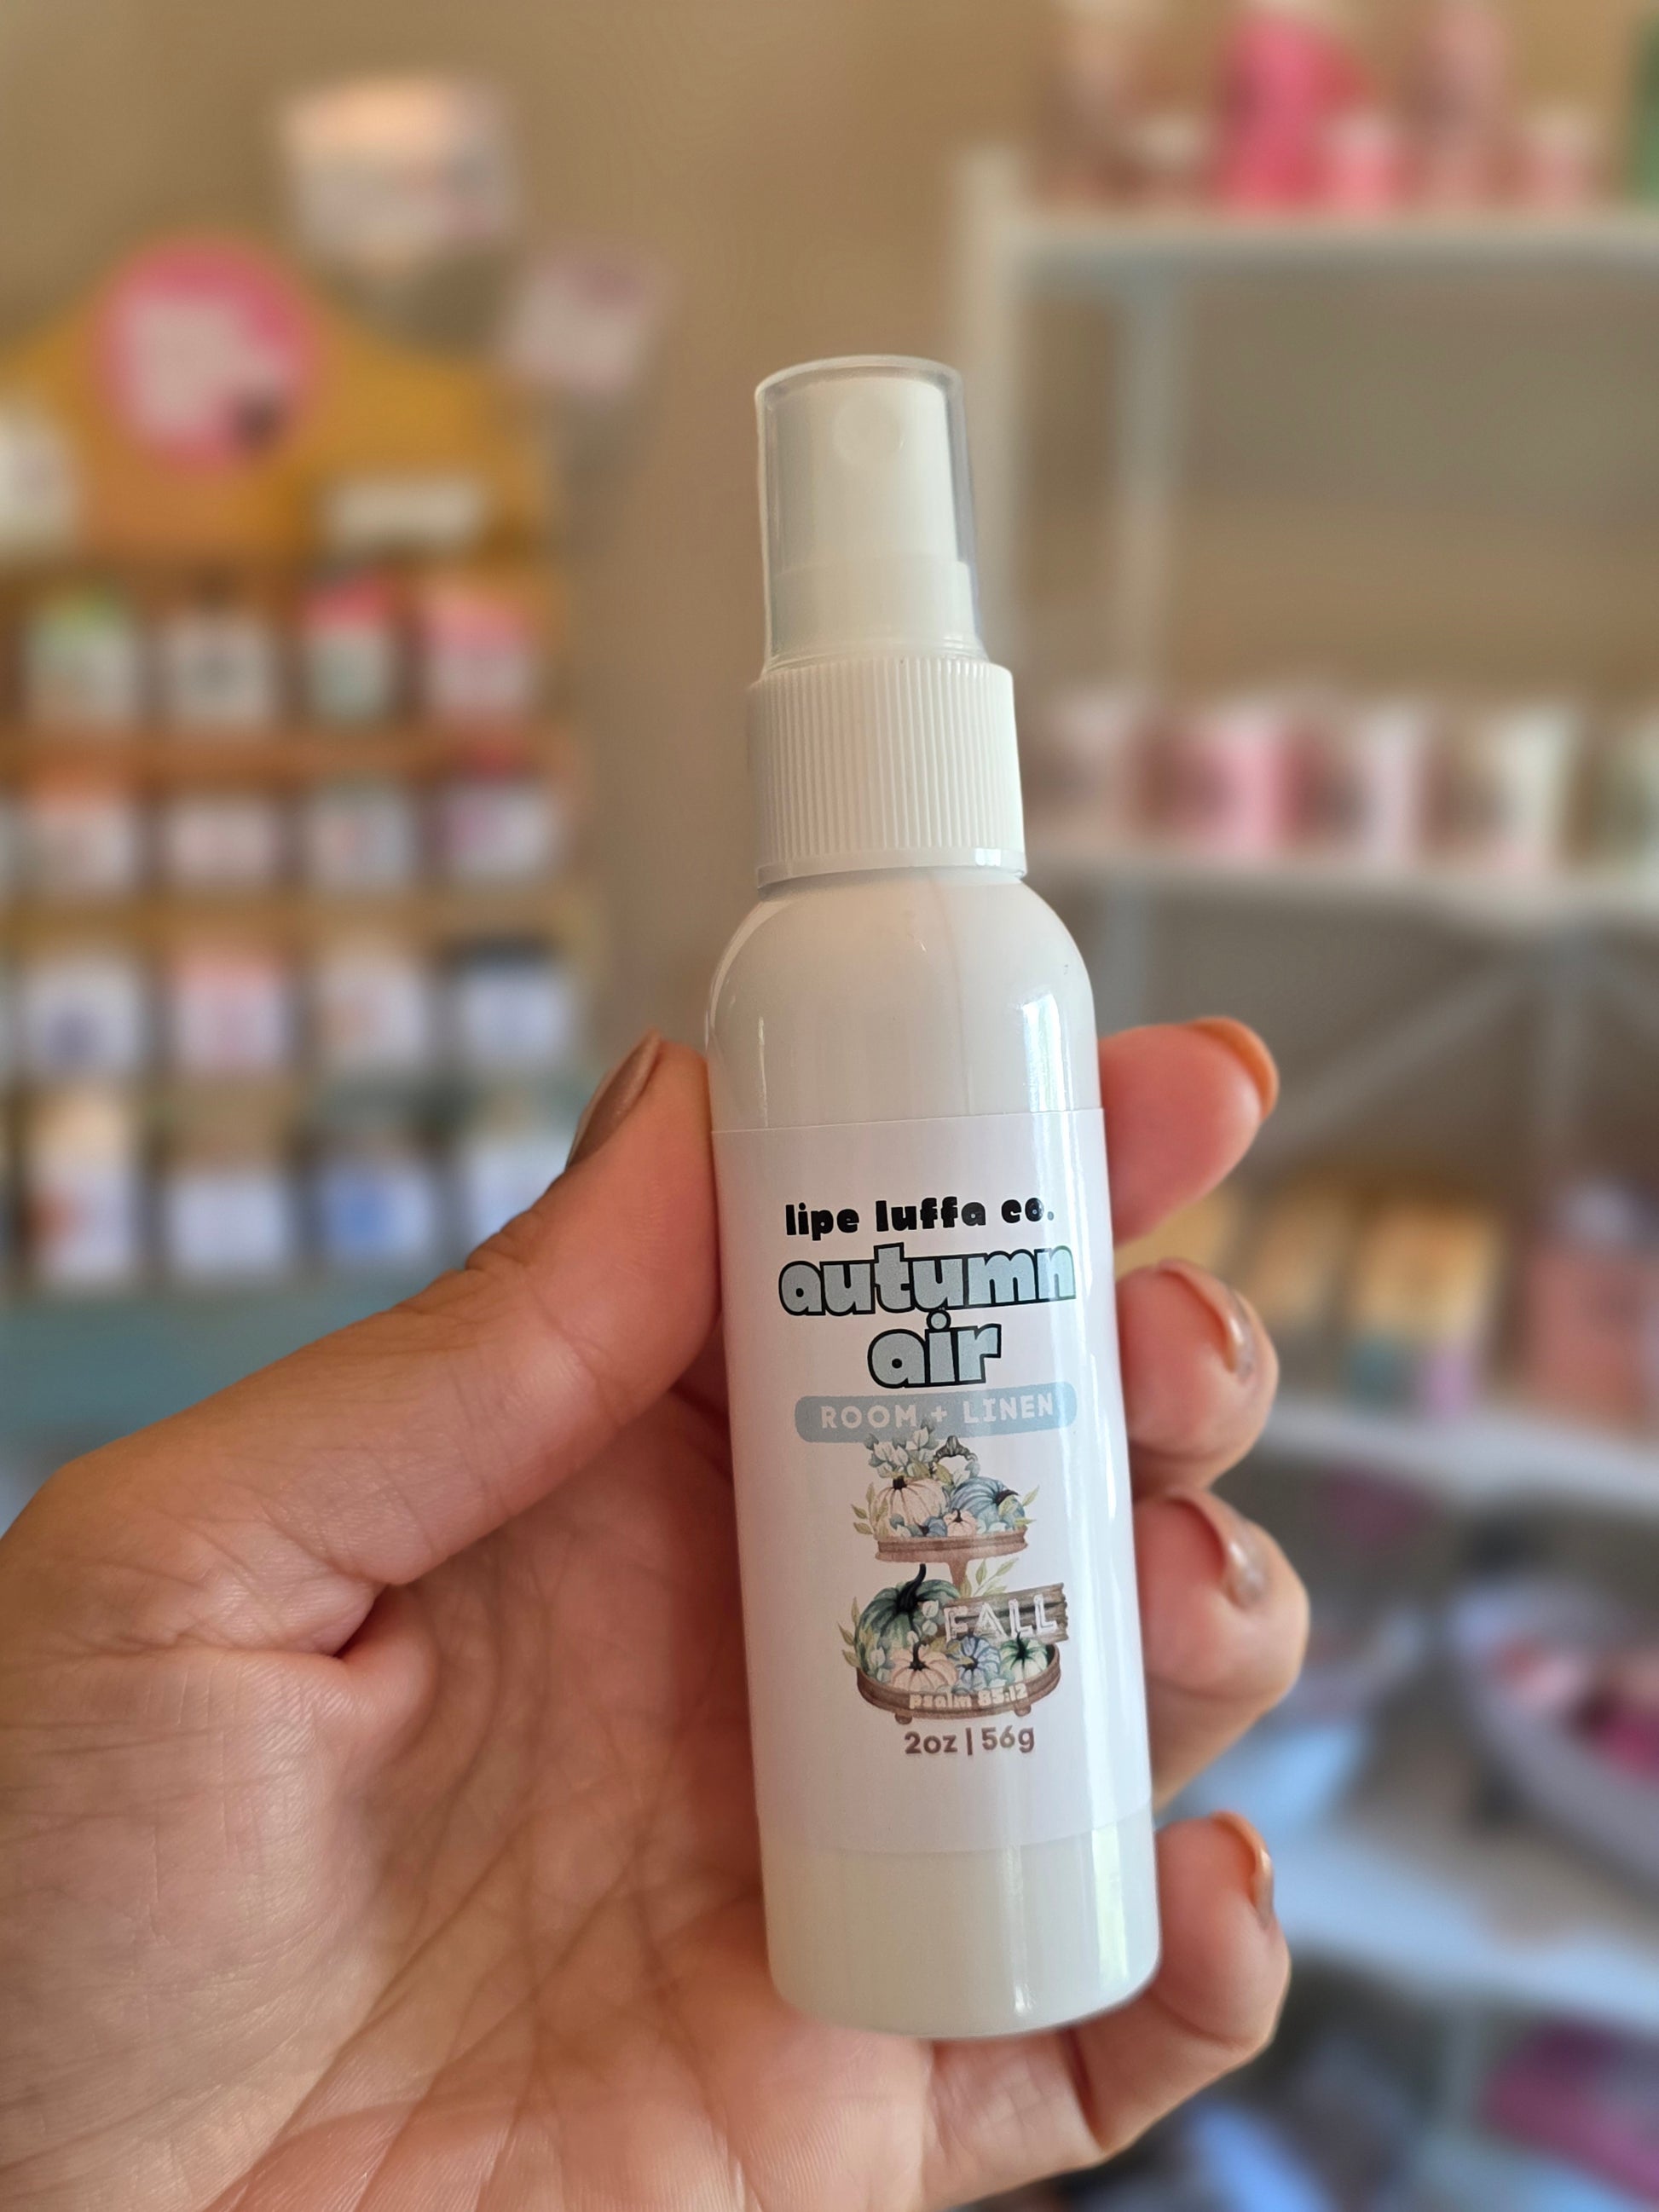 lipe luffa co.
autumn
air
ROOM + LINEN
FALL
psalm 85:12
2oz | 56g